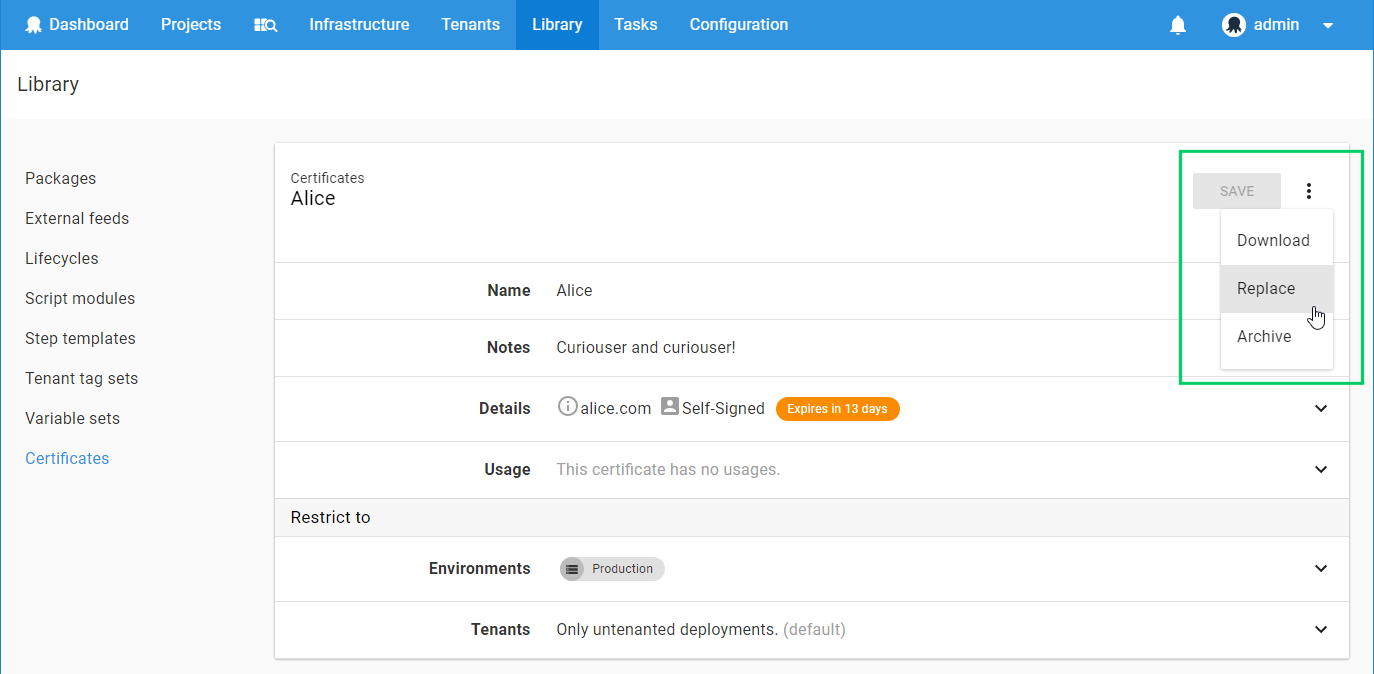 Dashboard Projects Infrastructure Tenants Library Tasks Configuration admin
Library
Packages
External feeds
Lifecycles
Script modules
Step templates
Tenant tag sets
Variable sets
Certificates
Certificates
Alice
SAVE
Download
Replace
Archive
Name Alice
Notes Curiouser and curiouser!
Details alice.com Self-Signed Expires in 13 days
Usage This certificate has no usages.
Restrict to
Environments Production
Tenants Only untenanted deployments. (default)